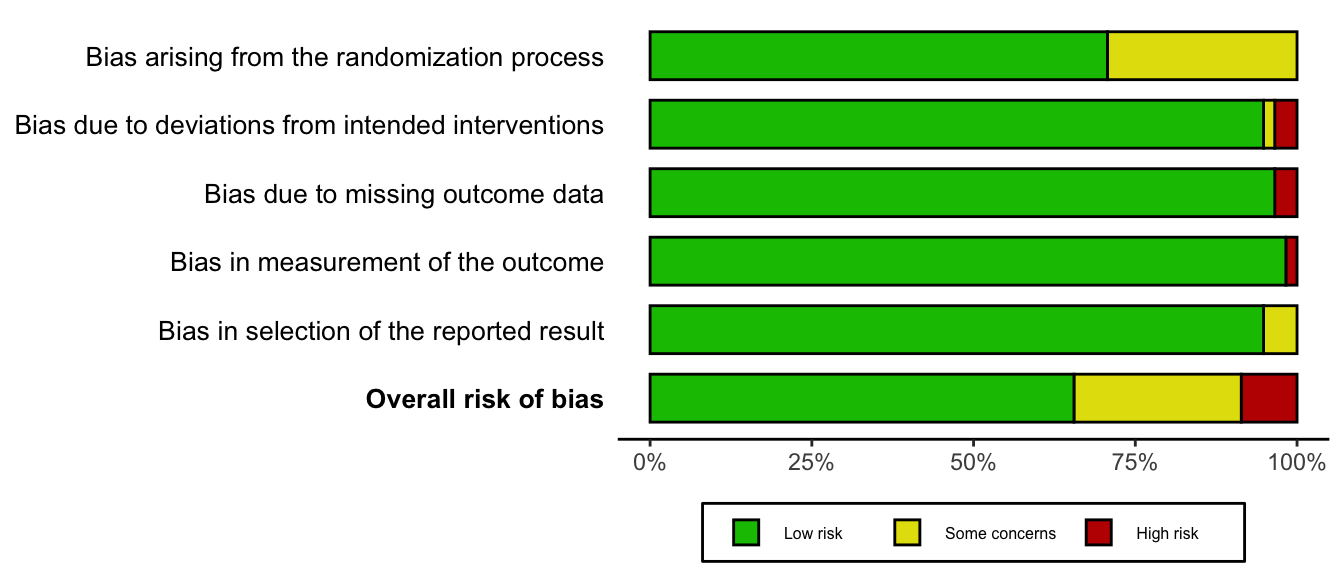 Bias arising from the randomization process
Bias due to deviations from intended interventions
Bias due to missing outcome data
Bias in measurement of the outcome
Bias in selection of the reported result
Overall risk of bias
0% 25% 50% 75% 100%
Low risk Some concerns High risk